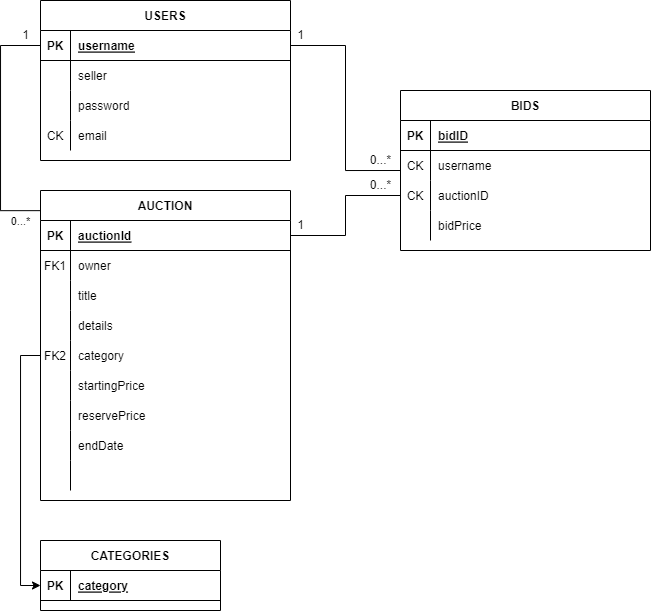 USERS
1
PK username
1
seller
password
CK email
BIDS
PK bidID
0...*
CK username
0...*
CK auctionID
bidPrice
AUCTION
0...*
PK auctionId
1
FK1 owner
title
details
FK2 category
startingPrice
reservePrice
endDate
CATEGORIES
PK category